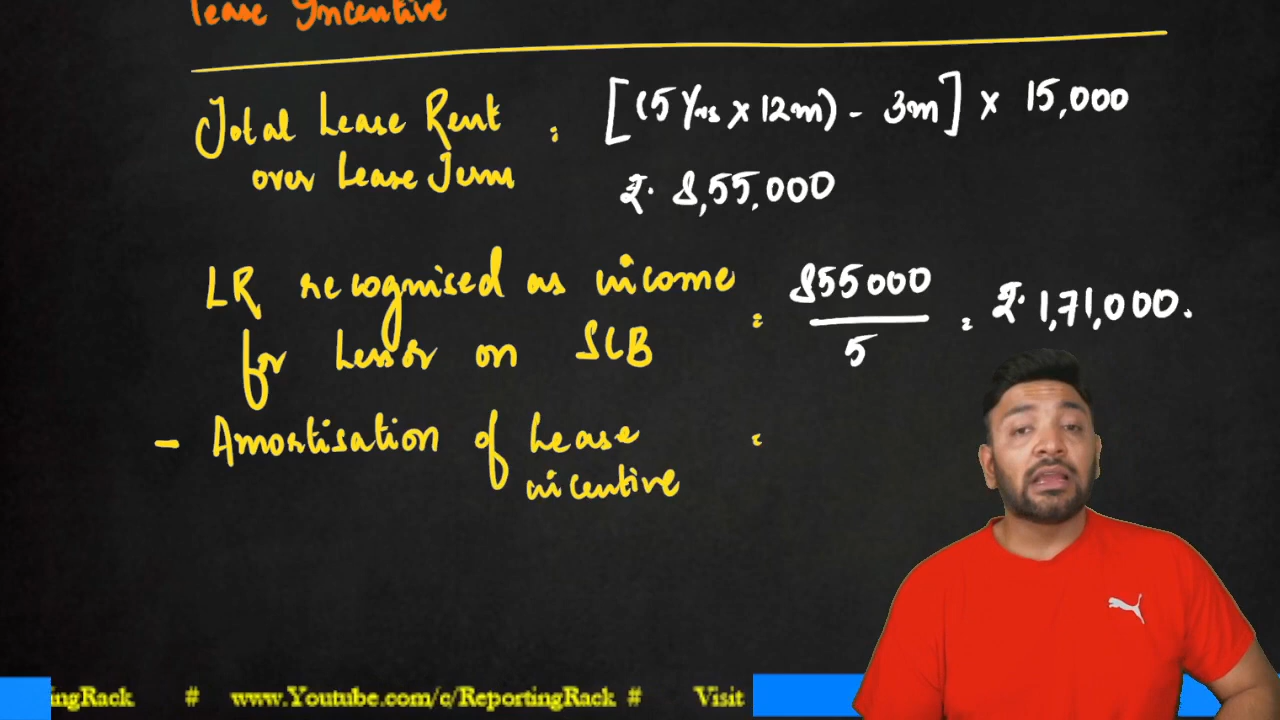 lease Incentive
Total Lease Rent : [(5 Yrs x 12m) - 3m] x 15,000
over Lease Term
₹. 8,55,000
LR recognised as income
for Lessor on SLB = 855000 / 5 = ₹. 1,71,000.
- Amortisation of Lease =
incentive
ingRack # www.Youtube.com/c/ReportingRack # Visit